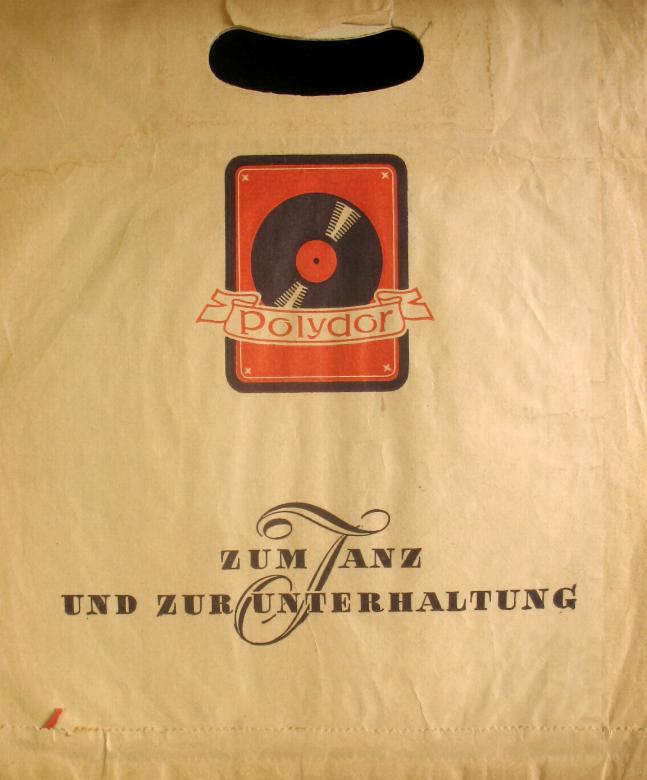 Polydor
ZUM TANZ
UND ZUR UNTERHALTUNG